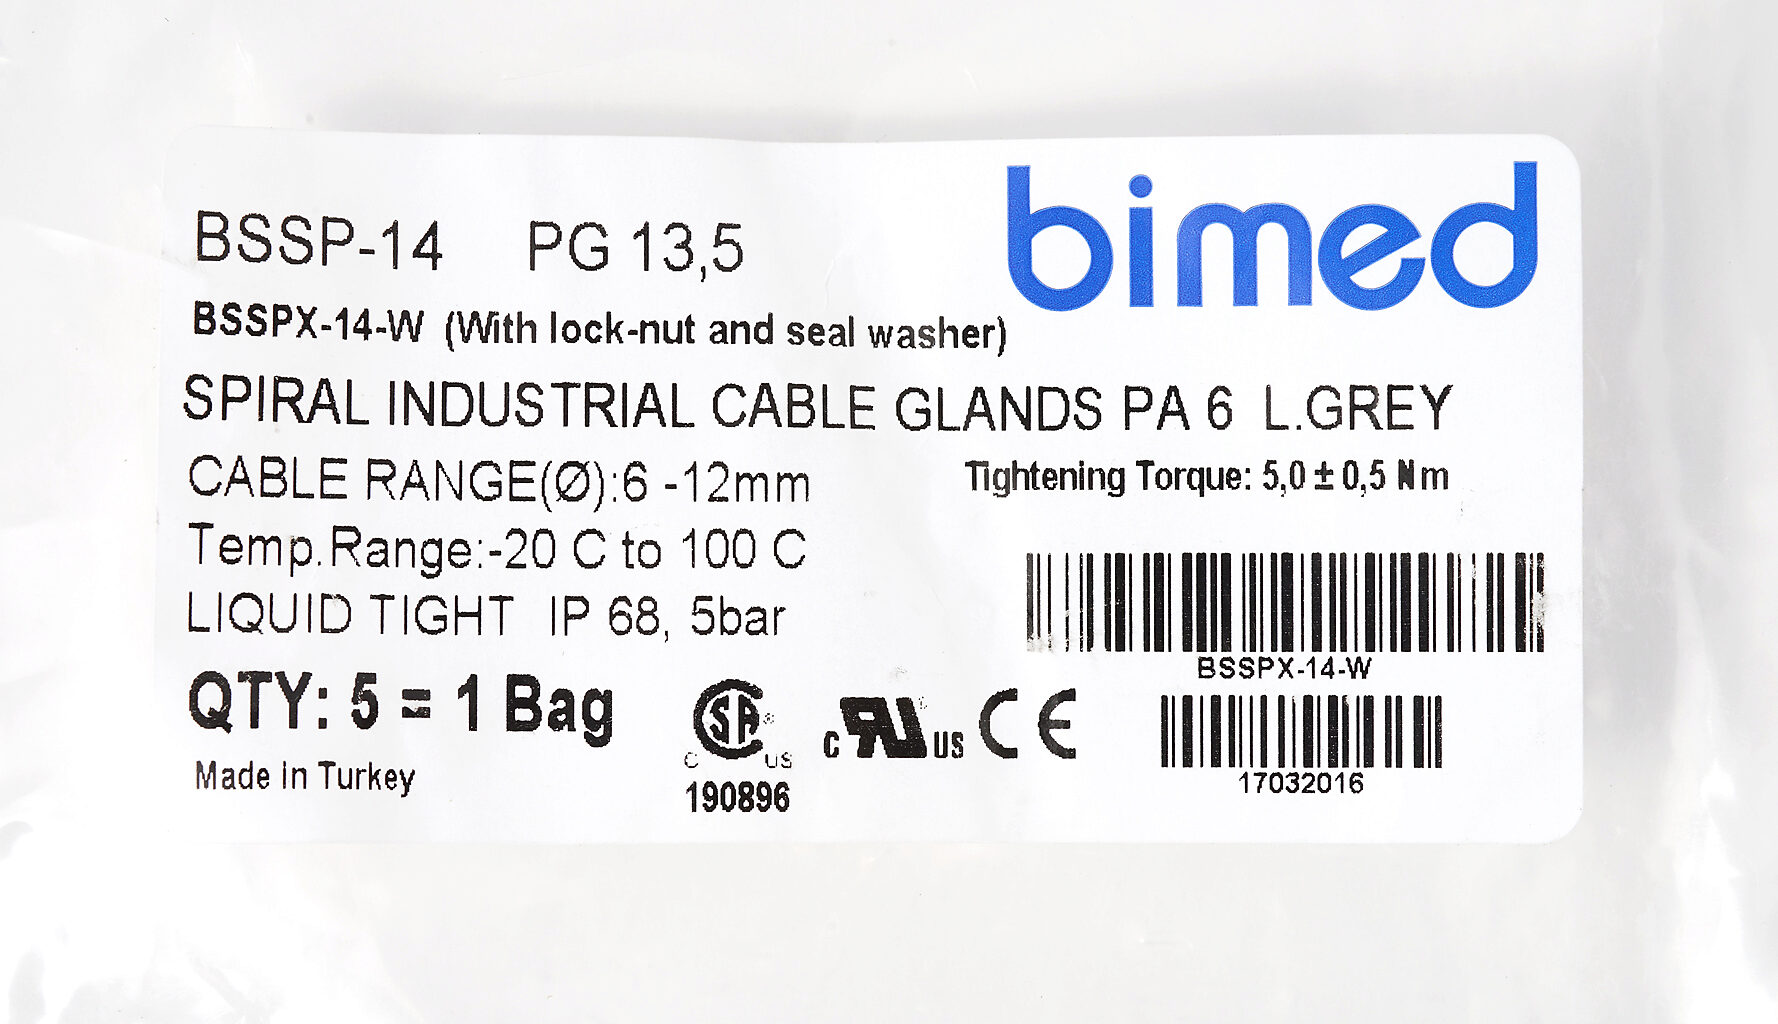 bimed
BSSP-14 PG 13,5
BSSPX-14-W (With lock-nut and seal washer)
SPIRAL INDUSTRIAL CABLE GLANDS PA 6 L.GREY
CABLE RANGE(Ø):6 -12mm
Tightening Torque: 5,0 ± 0,5 Nm
Temp.Range:-20 C to 100 C
LIQUID TIGHT IP 68, 5bar
BSSPX-14-W
QTY: 5 = 1 Bag
SA ®
C US
c RU ® US CE
17032016
Made in Turkey
190896